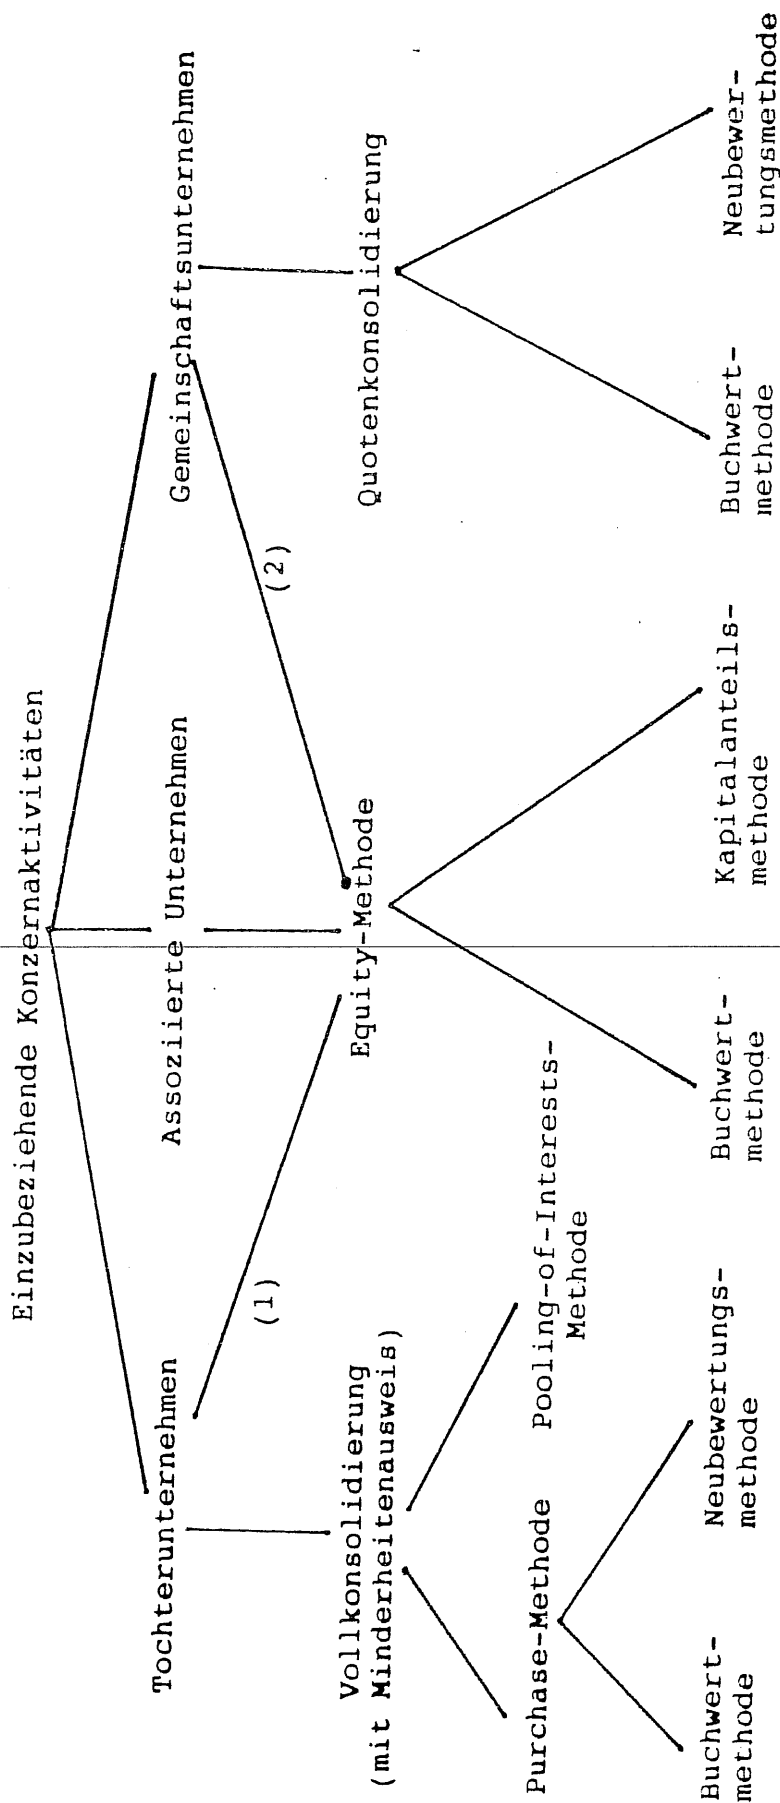 Einzubeziehende Konzernaktivitäten
Tochterunternehmen
Assoziierte Unternehmen
Gemeinschaftsunternehmen
(1)
(2)
Vollkonsolidierung
(mit Minderheitenausweis)
Equity-Methode
Quotenkonsolidierung
Purchase-Methode
Pooling-of-Interests-
Methode
Buchwert-
methode
Neubewertungs-
methode
Buchwert-
methode
Kapitalanteils-
methode
Buchwert-
methode
Neubewer-
tungsmethode